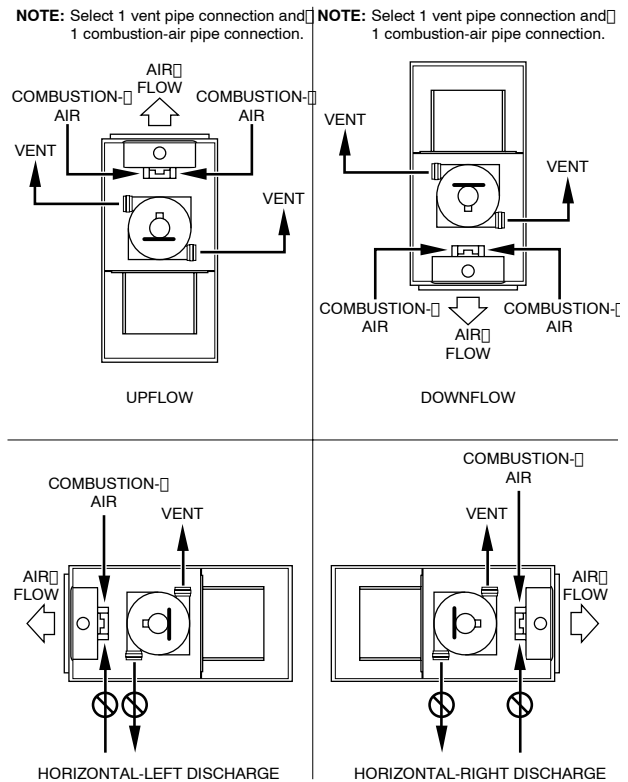 NOTE: Select 1 vent pipe connection and
1 combustion-air pipe connection.
AIR
FLOW
COMBUSTION-
AIR
COMBUSTION-
AIR
VENT
VENT
UPFLOW
NOTE: Select 1 vent pipe connection and
1 combustion-air pipe connection.
VENT
VENT
COMBUSTION-
AIR
COMBUSTION-
AIR
AIR
FLOW
DOWNFLOW
COMBUSTION-
AIR
VENT
AIR
FLOW
HORIZONTAL-LEFT DISCHARGE
COMBUSTION-
AIR
VENT
AIR
FLOW
HORIZONTAL-RIGHT DISCHARGE